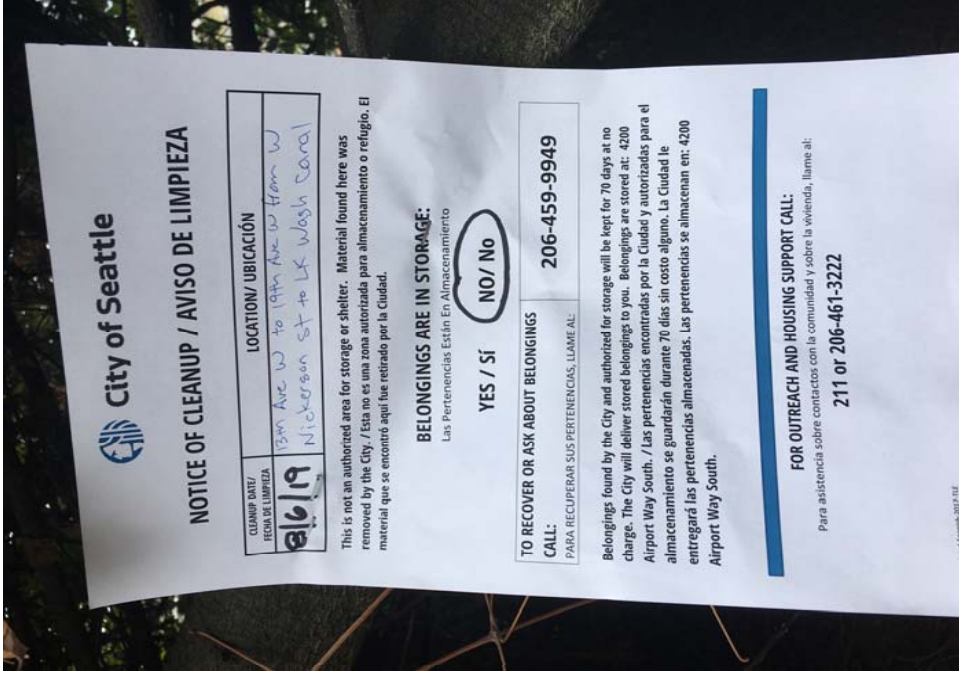 City of Seattle
NOTICE OF CLEANUP / AVISO DE LIMPIEZA
CLEANUP DATE/
FECHA DE LIMPIEZA
LOCATION/ UBICACIÓN
8/6/19
13th Ave W to 19th Ave W from W
Nickerson St to LK Wash Canal
This is not an authorized area for storage or shelter. Material found here was
removed by the City. / Esta no es una zona autorizada para almacenamiento o refugio. El
material que se encontró aquí fue retirado por la Ciudad.
BELONGINGS ARE IN STORAGE:
Las Pertenencias Están En Almacenamiento
YES / Sí NO/ No
TO RECOVER OR ASK ABOUT BELONGINGS
CALL:
PARA RECUPERAR SUS PERTENENCIAS, LLAME AL:
206-459-9949
Belongings found by the City and authorized for storage will be kept for 70 days at no
charge. The City will deliver stored belongings to you. Belongings are stored at: 4200
Airport Way South. / Las pertenencias encontradas por la Ciudad y autorizadas para el
almacenamiento se guardarán durante 70 días sin costo alguno. La Ciudad le
entregará las pertenencias almacenadas. Las pertenencias se almacenan en: 4200
Airport Way South.
FOR OUTREACH AND HOUSING SUPPORT CALL:
Para asistencia sobre contactos con la comunidad y sobre la vivienda, llame al:
211 or 206-461-3222